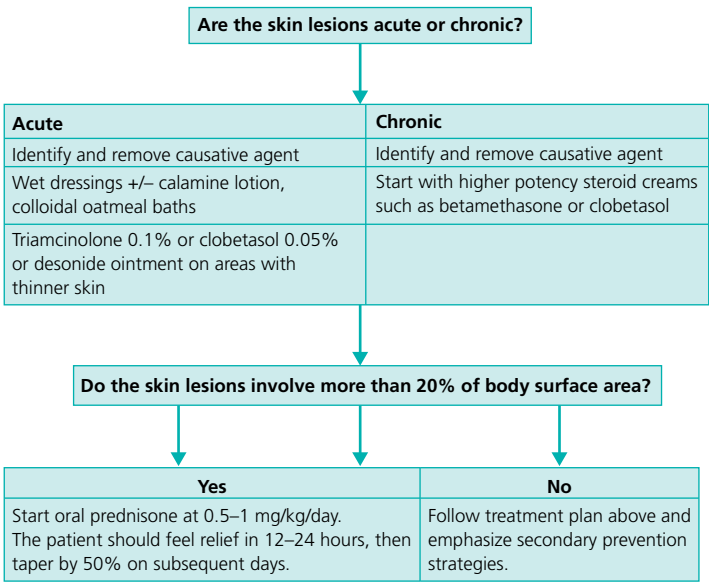 Are the skin lesions acute or chronic?
Acute
Identify and remove causative agent
Wet dressings +/– calamine lotion,
colloidal oatmeal baths
Triamcinolone 0.1% or clobetasol 0.05%
or desonide ointment on areas with
thinner skin
Chronic
Identify and remove causative agent
Start with higher potency steroid creams
such as betamethasone or clobetasol
Do the skin lesions involve more than 20% of body surface area?
Yes
Start oral prednisone at 0.5–1 mg/kg/day.
The patient should feel relief in 12–24 hours, then
taper by 50% on subsequent days.
No
Follow treatment plan above and
emphasize secondary prevention
strategies.